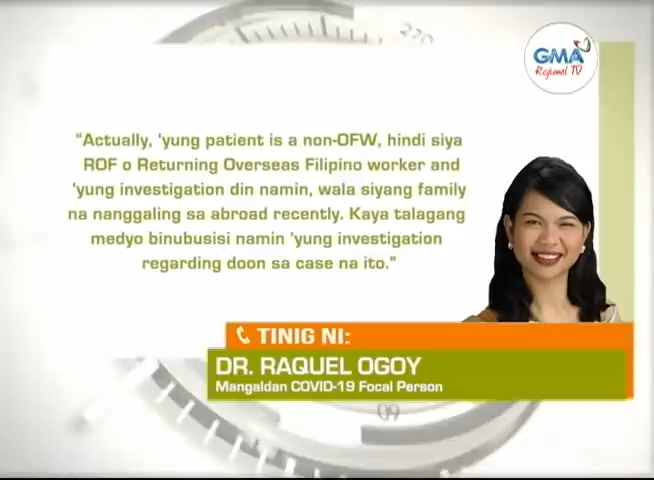 220
GMA
Regional TV
“Actually, ‘yung patient is a non-OFW, hindi siya
ROF o Returning Overseas Filipino worker and
‘yung investigation din namin, wala siyang family
na nanggaling sa abroad recently. Kaya talagang
medyo binubusisi namin ‘yung investigation
regarding doon sa case na ito.”
TINIG NI:
DR. RAQUEL OGOY
Mangaldan COVID-19 Focal Person
09